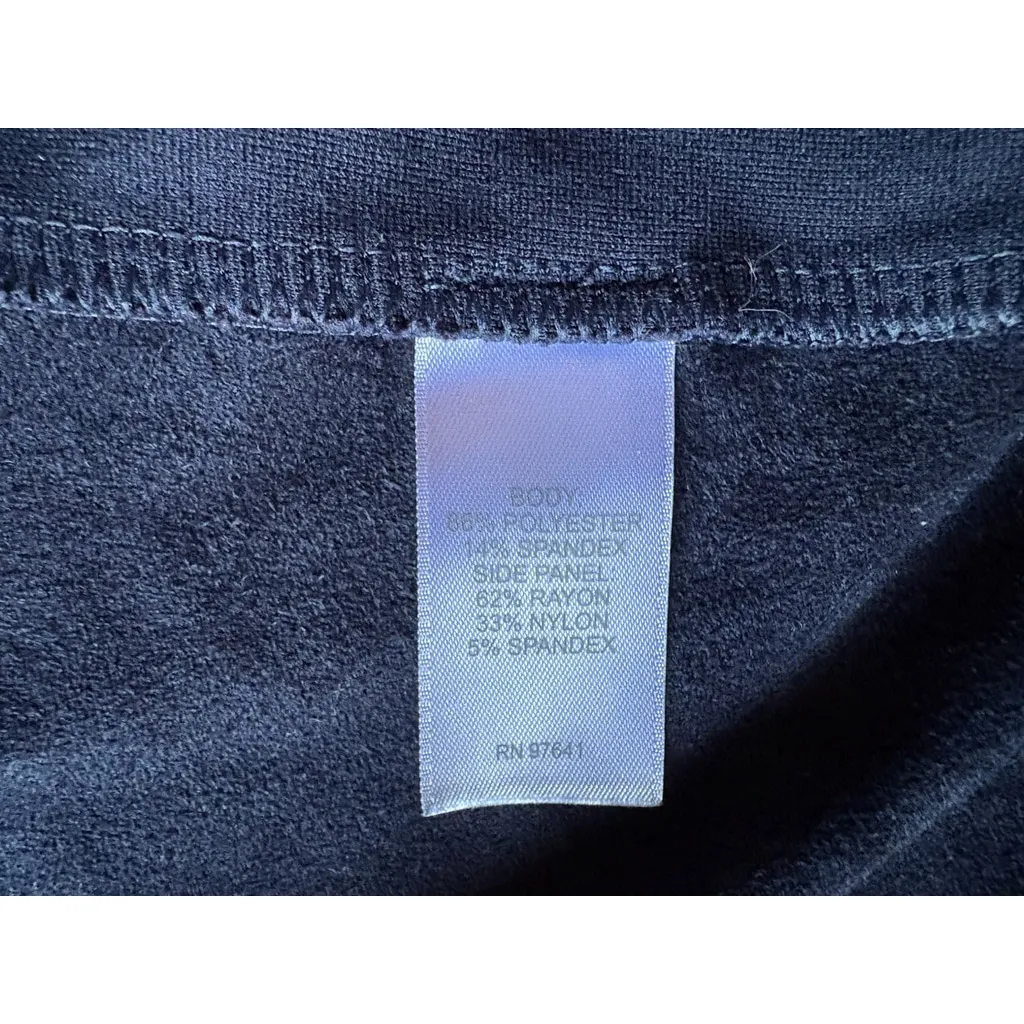 BODY
86% POLYESTER
14% SPANDEX
SIDE PANEL
62% RAYON
33% NYLON
5% SPANDEX
RN 97641